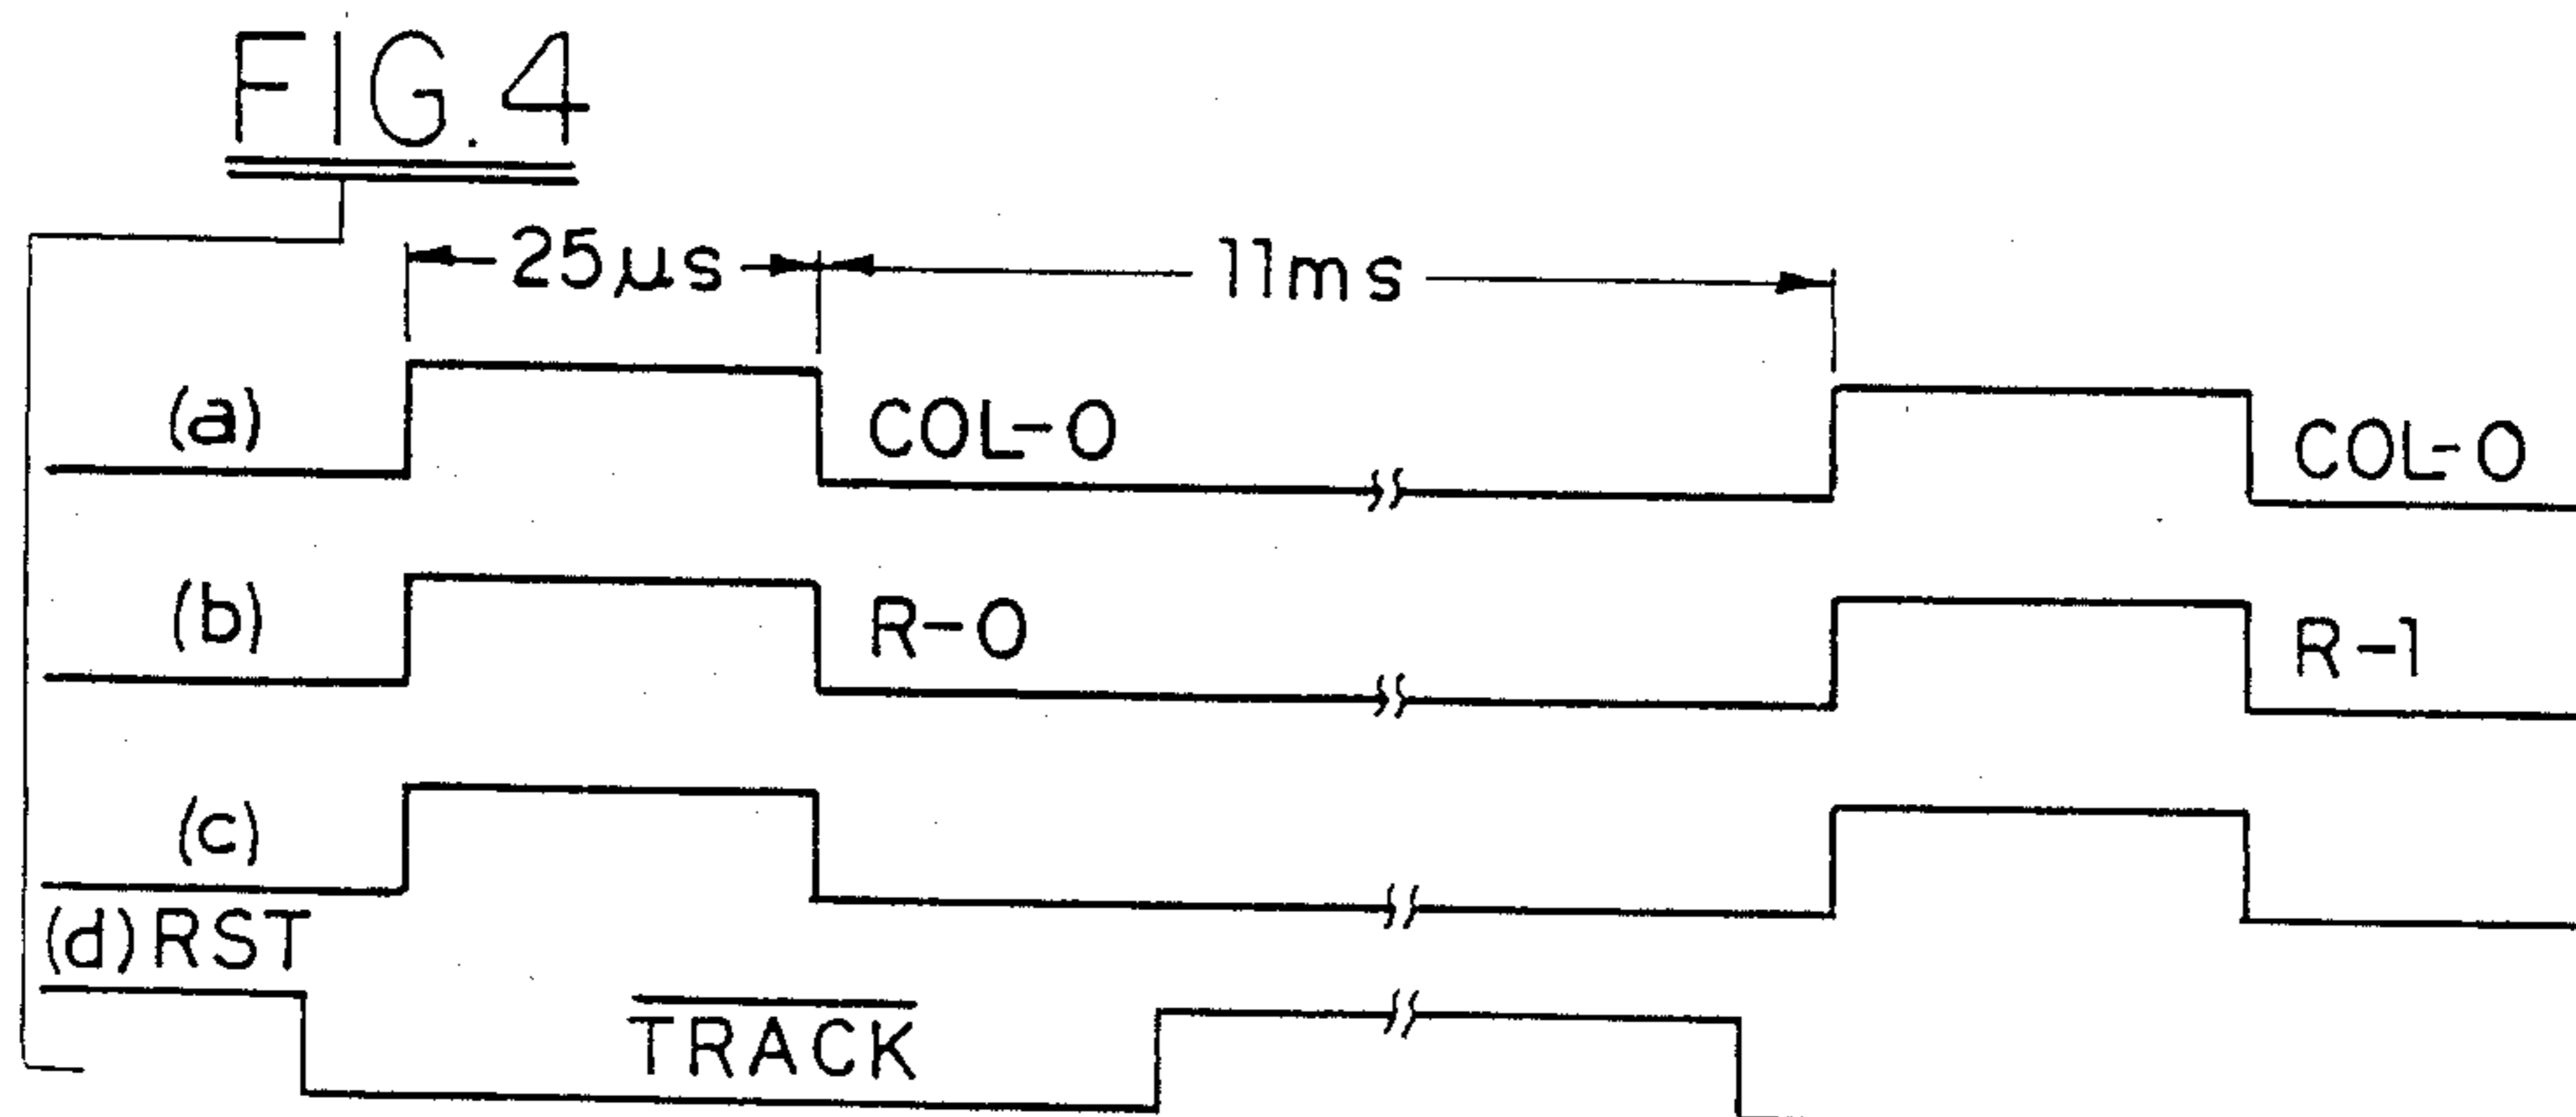 FIG.4
25μs 11ms
(a) COL-0 COL-0
(b) R-0 R-1
(c)
(d) RST
TRACK